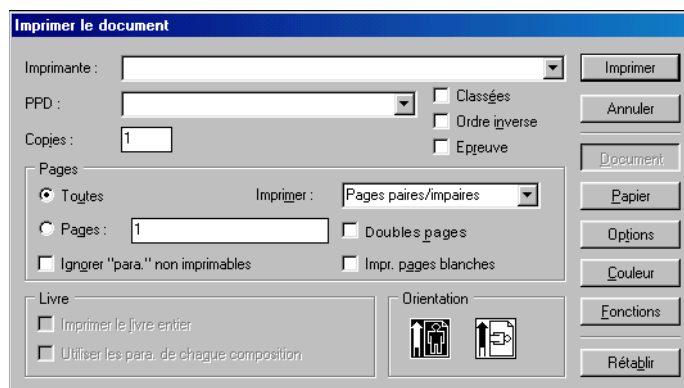 Imprimer le document
Imprimante :
Imprimer
PPD :
Classées
Annuler
Ordre inverse
Copies :
1
Epreuve
Document
Pages
Toutes
Imprimer :
Pages paires/impaires
Papier
Pages :
1
Doubles pages
Options
Ignorer "para." non imprimables
Impr. pages blanches
Couleur
Livre
Orientation
Fonctions
Imprimer le livre entier
Utiliser les para. de chague composition
Rétablir